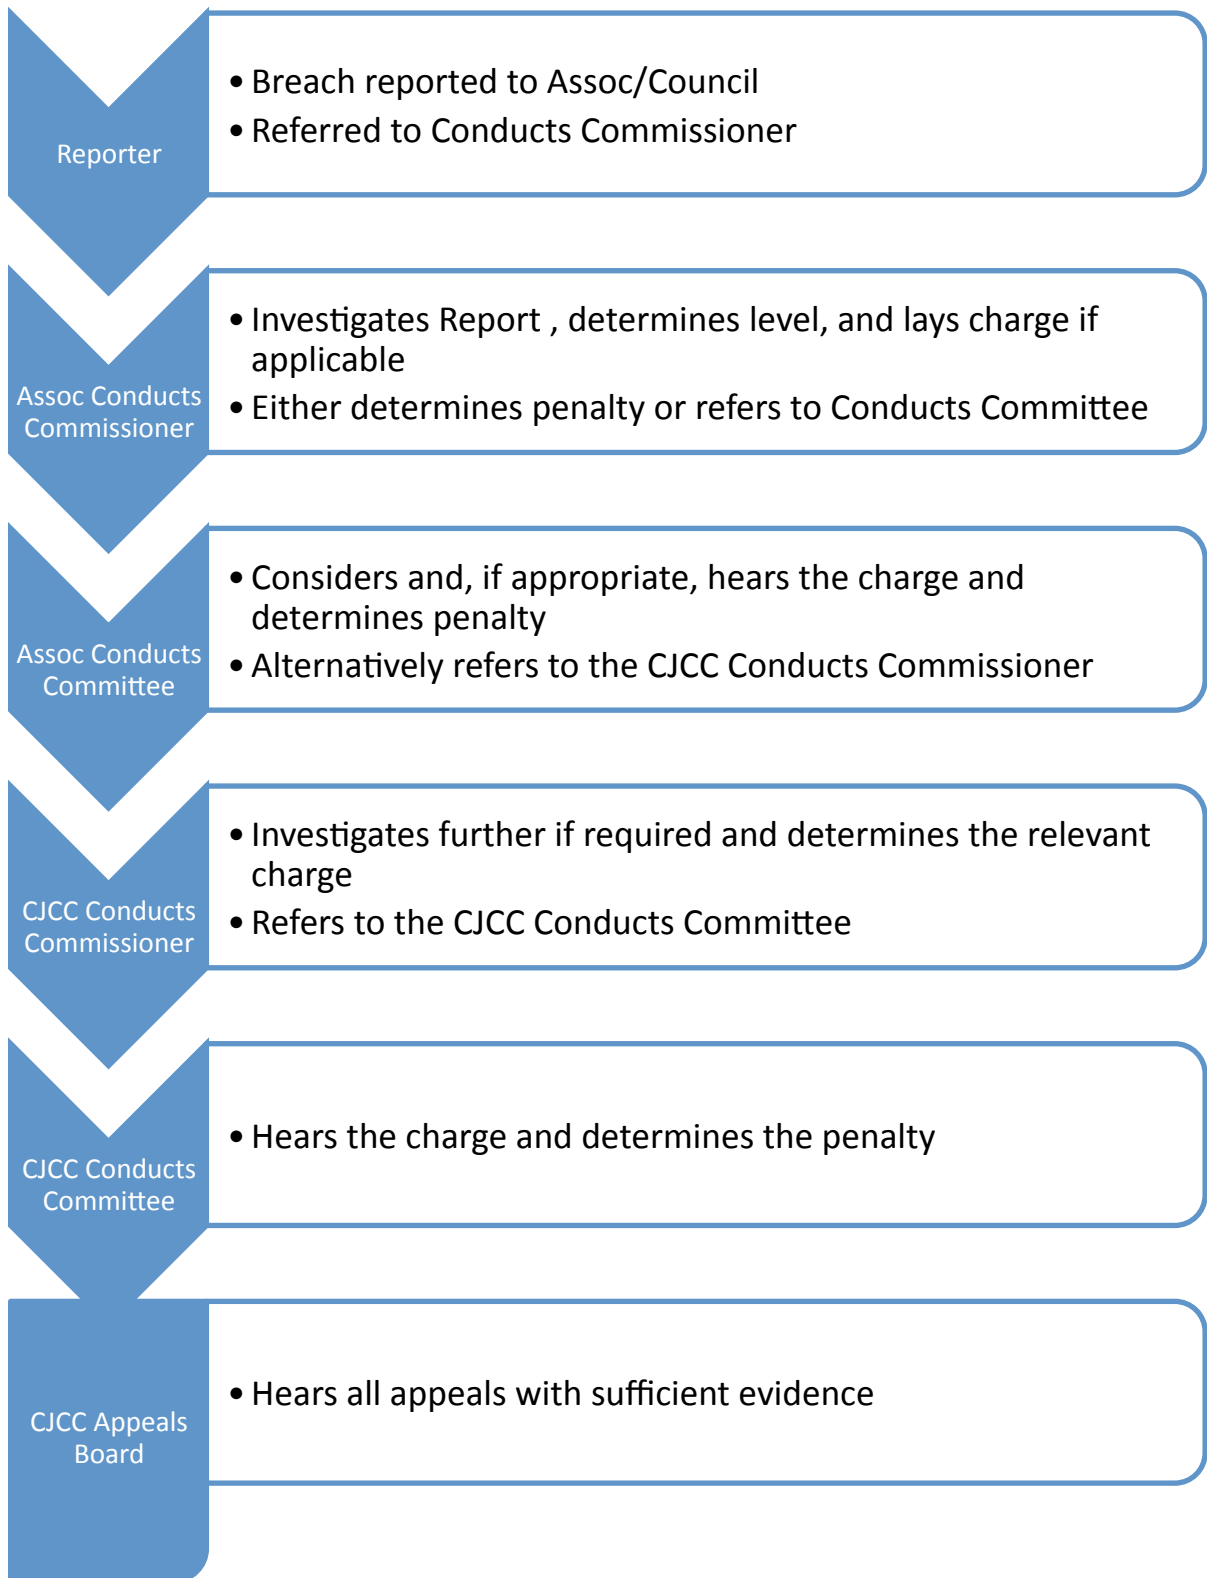 Reporter
• Breach reported to Assoc/Council
• Referred to Conducts Commissioner
Assoc Conducts
Commissioner
• Investigates Report , determines level, and lays charge if
applicable
• Either determines penalty or refers to Conducts Committee
Assoc Conducts
Committee
• Considers and, if appropriate, hears the charge and
determines penalty
• Alternatively refers to the CJCC Conducts Commissioner
CJCC Conducts
Commissioner
• Investigates further if required and determines the relevant
charge
• Refers to the CJCC Conducts Committee
CJCC Conducts
Committee
• Hears the charge and determines the penalty
CJCC Appeals
Board
• Hears all appeals with sufficient evidence